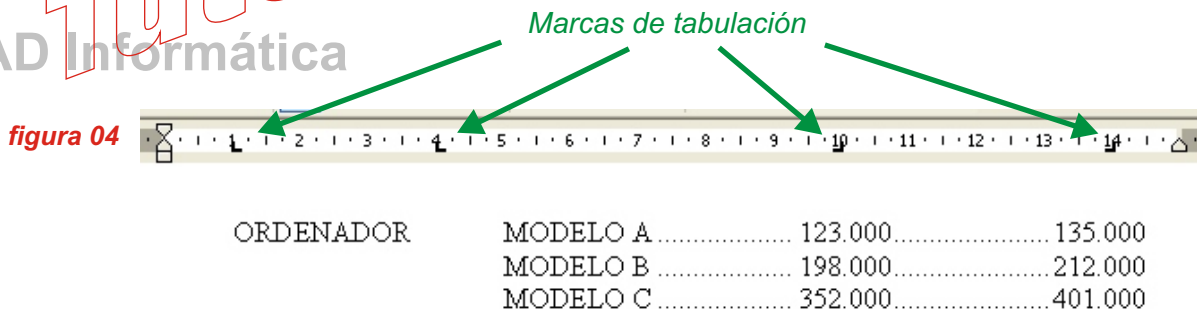 Marcas de tabulación
AD Informática
figura 04
1 2 3 4 5 6 7 8 9 10 11 12 13 14
ORDENADOR MODELO A................... 123.000......................135.000
MODELO B................... 198.000......................212.000
MODELO C................... 352.000......................401.000